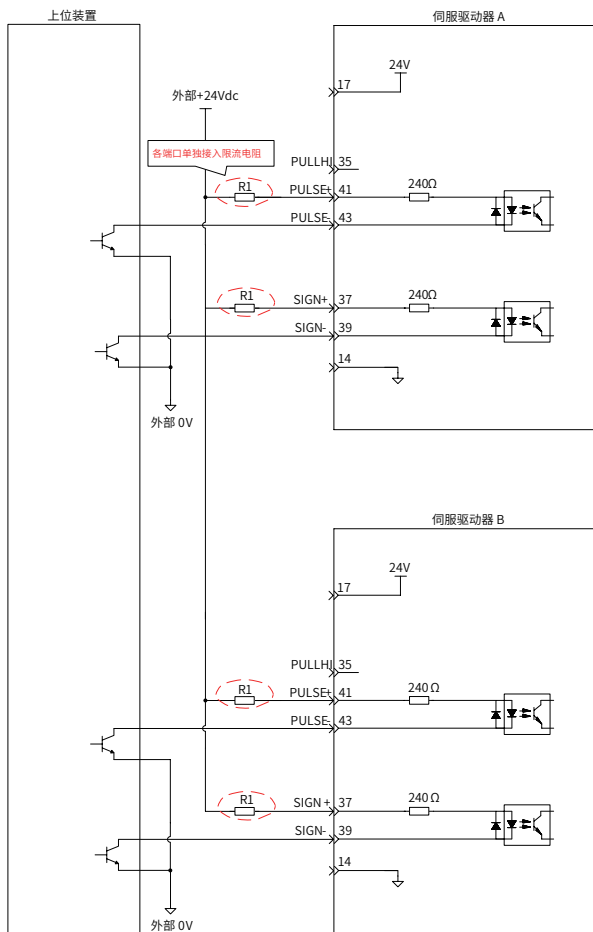 上位装置
伺服驱动器 A
17
24V
外部+24Vdc
各端口单独接入限流电阻
PULLHI 35
R1
PULSE+ 41
240Ω
PULSE- 43
R1
SIGN+ 37
240Ω
SIGN- 39
14
外部 0V
伺服驱动器 B
17
24V
PULLHI 35
R1
PULSE+ 41
240 Ω
PULSE- 43
R1
SIGN + 37
240 Ω
SIGN- 39
14
外部 0V